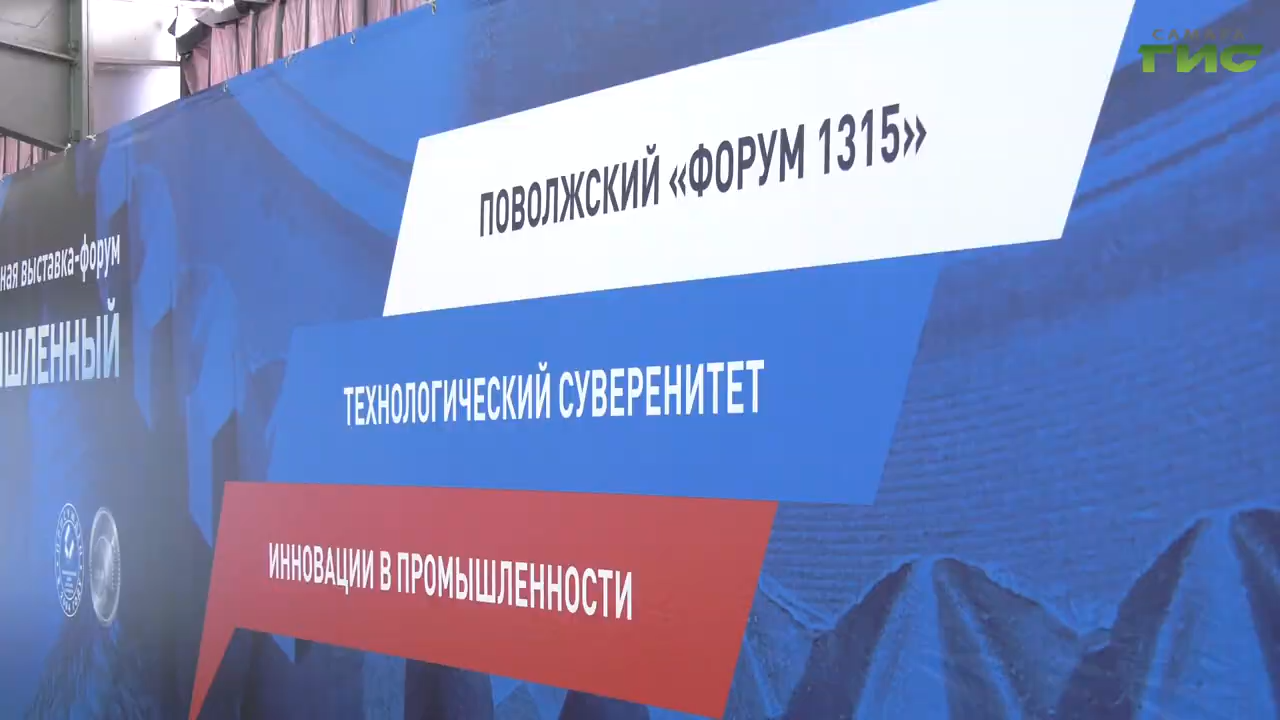 САМАРА
ГИС
ПОВОЛЖСКИЙ «ФОРУМ 1315»
ТЕХНОЛОГИЧЕСКИЙ СУВЕРЕНИТЕТ
ИННОВАЦИИ В ПРОМЫШЛЕННОСТИ
ная выставка-форум
шленный